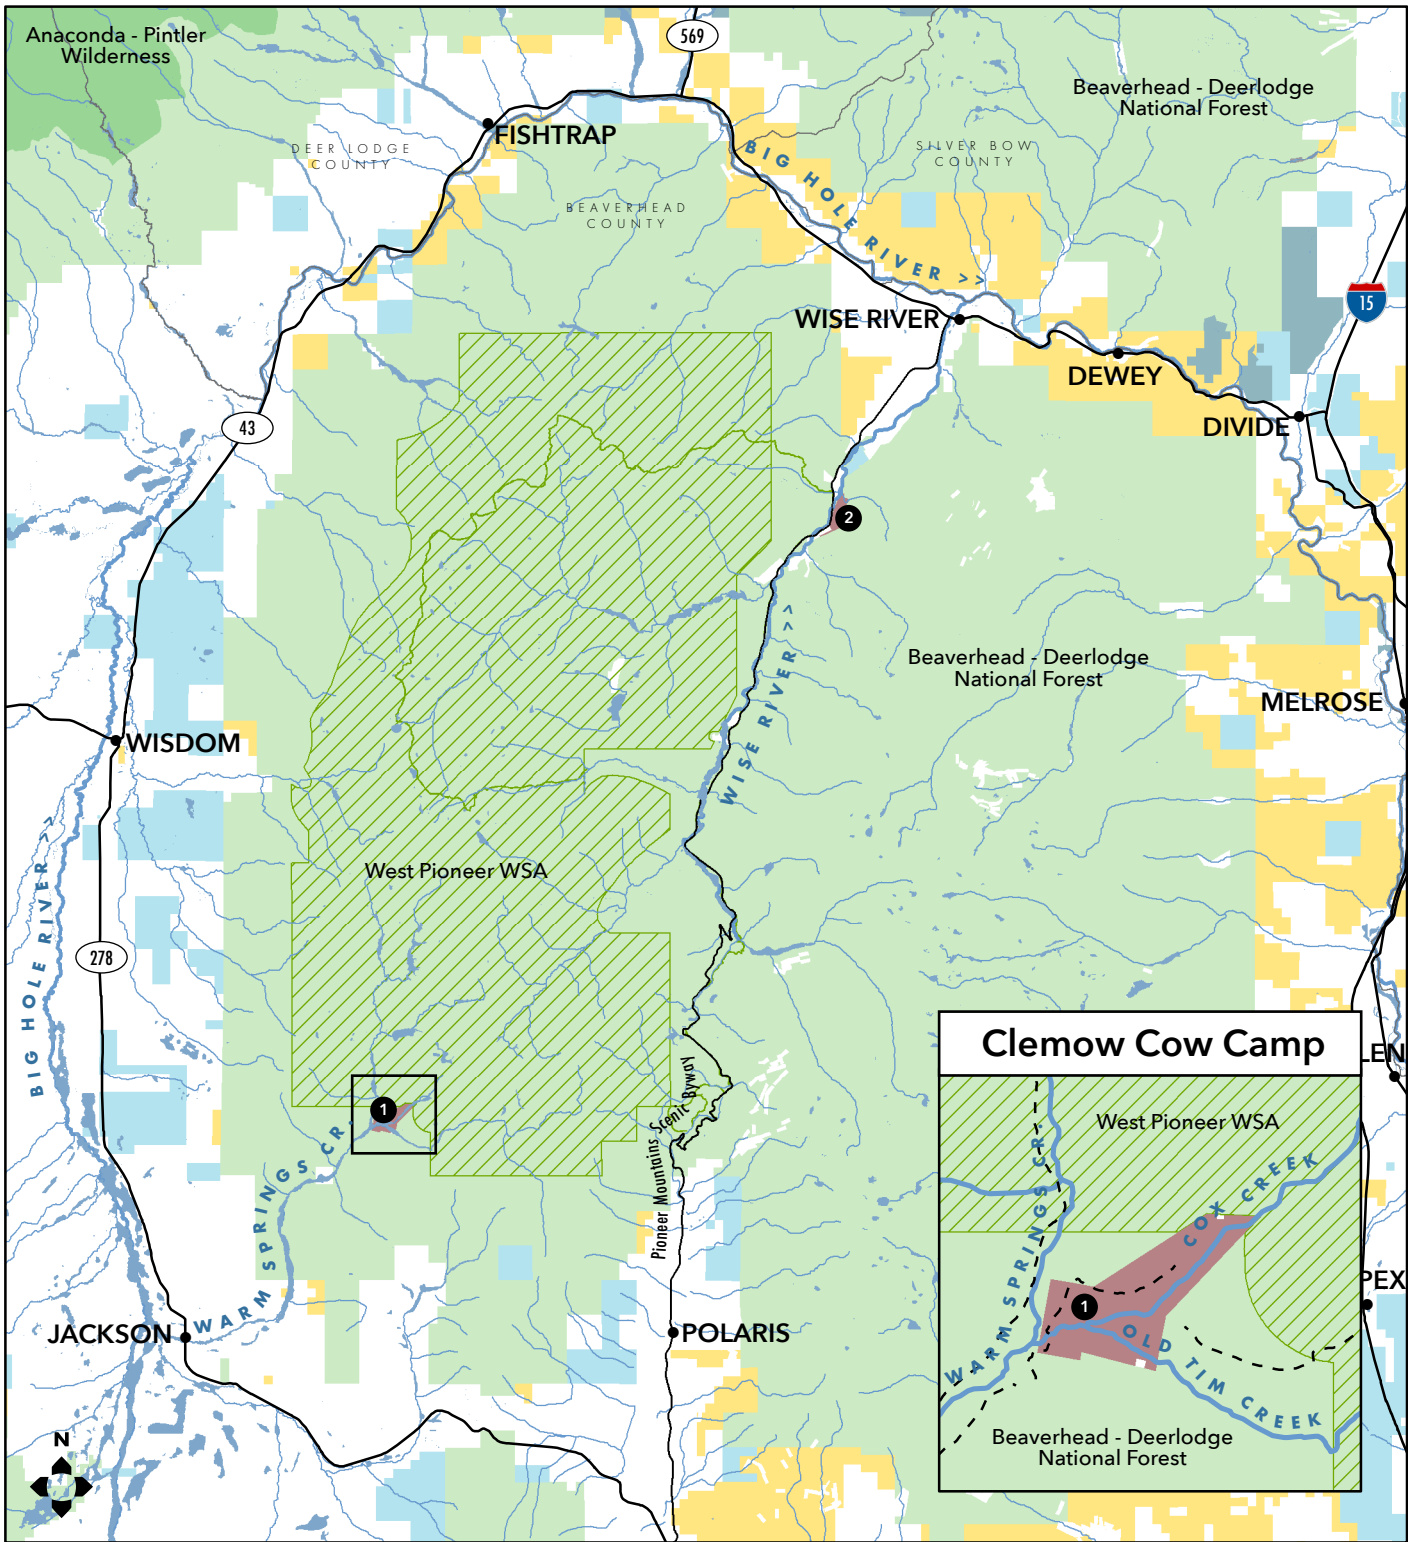 Anaconda - Pintler
Wilderness
569
Beaverhead - Deerlodge
National Forest
FISHTRAP
DEER LODGE
COUNTY
BIG HOLE RIVER >>
SILVER BOW
COUNTY
BEAVERHEAD
COUNTY
15
WISE RIVER
DEWEY
DIVIDE
43
2
WISE RIVER >>
Beaverhead - Deerlodge
National Forest
MELROSE
WISDOM
West Pioneer WSA
BIG HOLE RIVER >>
278
Clemow Cow Camp
LEN
Pioneer Mountains Scenic Byway
1
WARM SPRINGS CR.
West Pioneer WSA
COX CREEK
WARM SPRINGS CR.
1
OLD TIM CREEK
PEX
JACKSON
POLARIS
Beaverhead - Deerlodge
National Forest
N